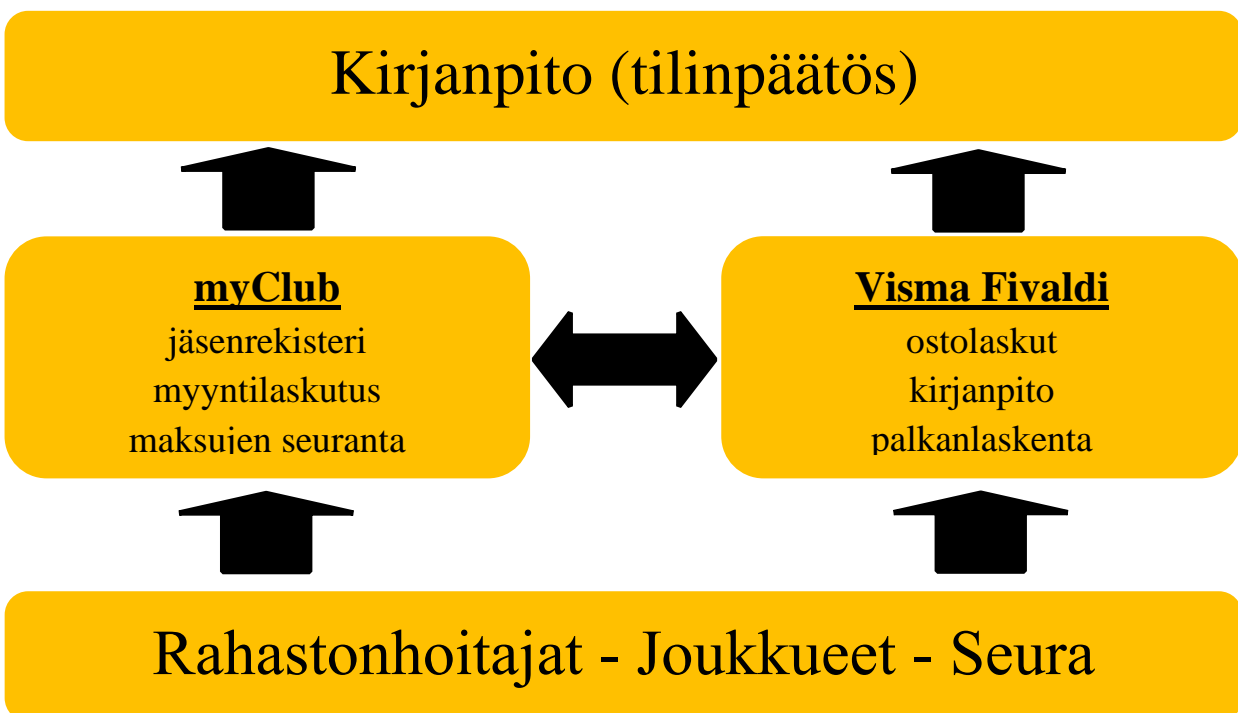 Kirjanpito (tilinpäätös)
myClub
jäsenrekisteri
myyntilaskutus
maksujen seuranta
Visma Fivaldi
ostolaskut
kirjanpito
palkanlaskenta
Rahastonhoitajat - Joukkueet - Seura